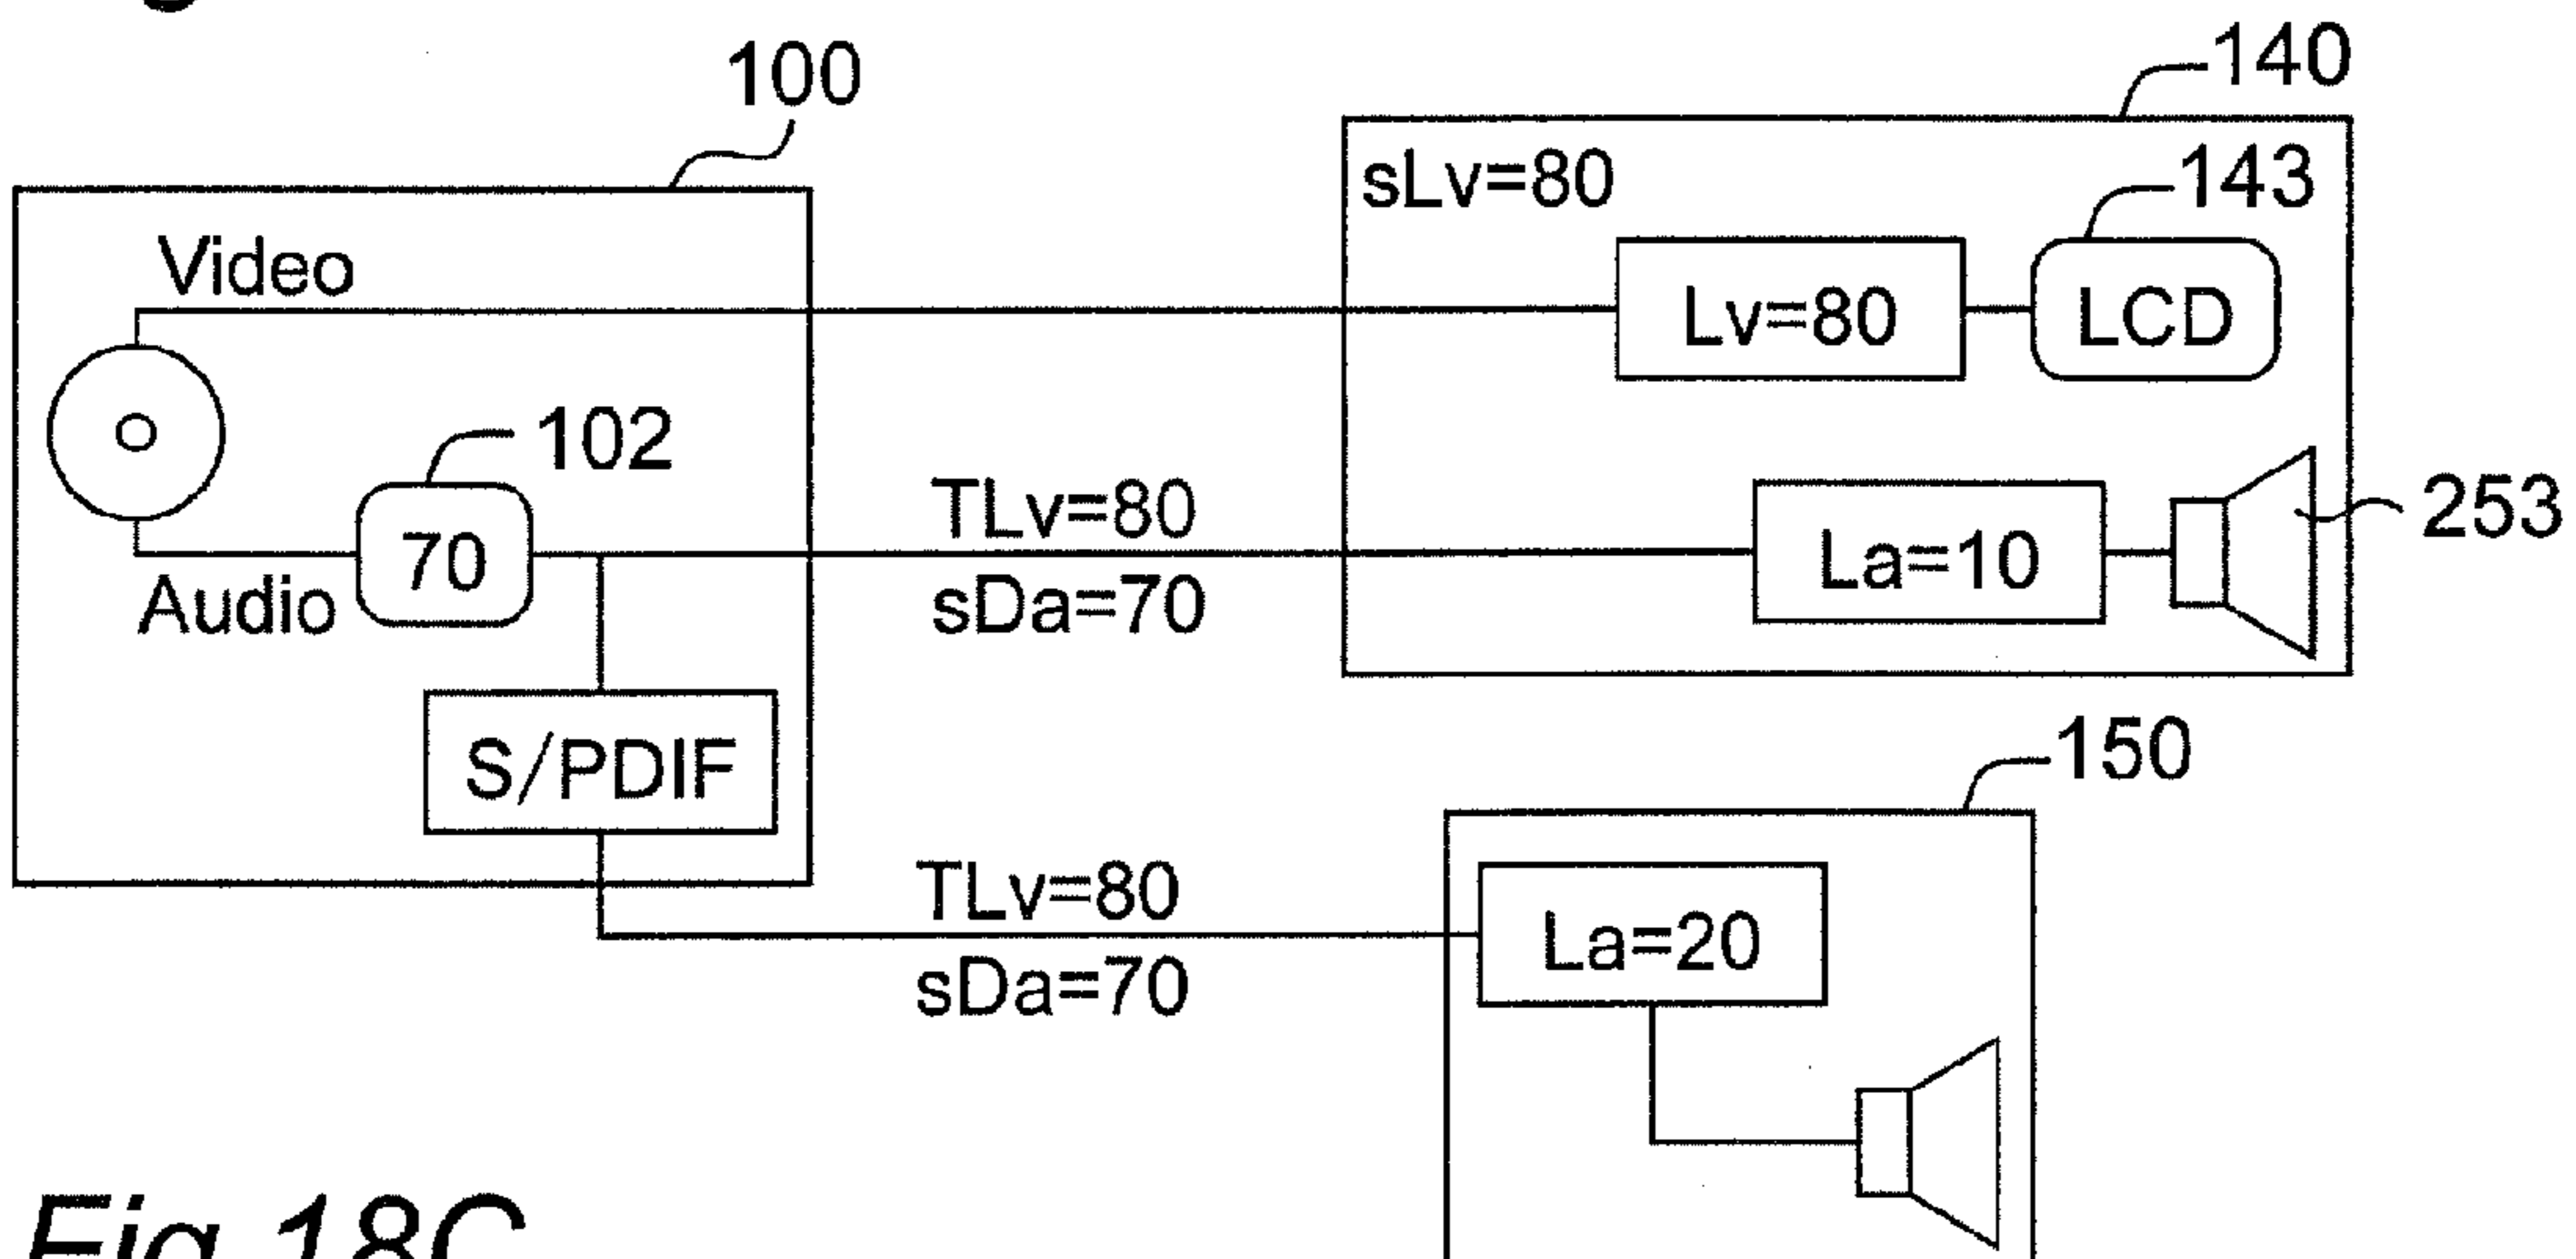 100
140
sLv=80
143
Video
Lv=80
LCD
102
70
Audio
TLv=80
sDa=70
La=10
253
S/PDIF
150
TLv=80
sDa=70
La=20
Fig.18C